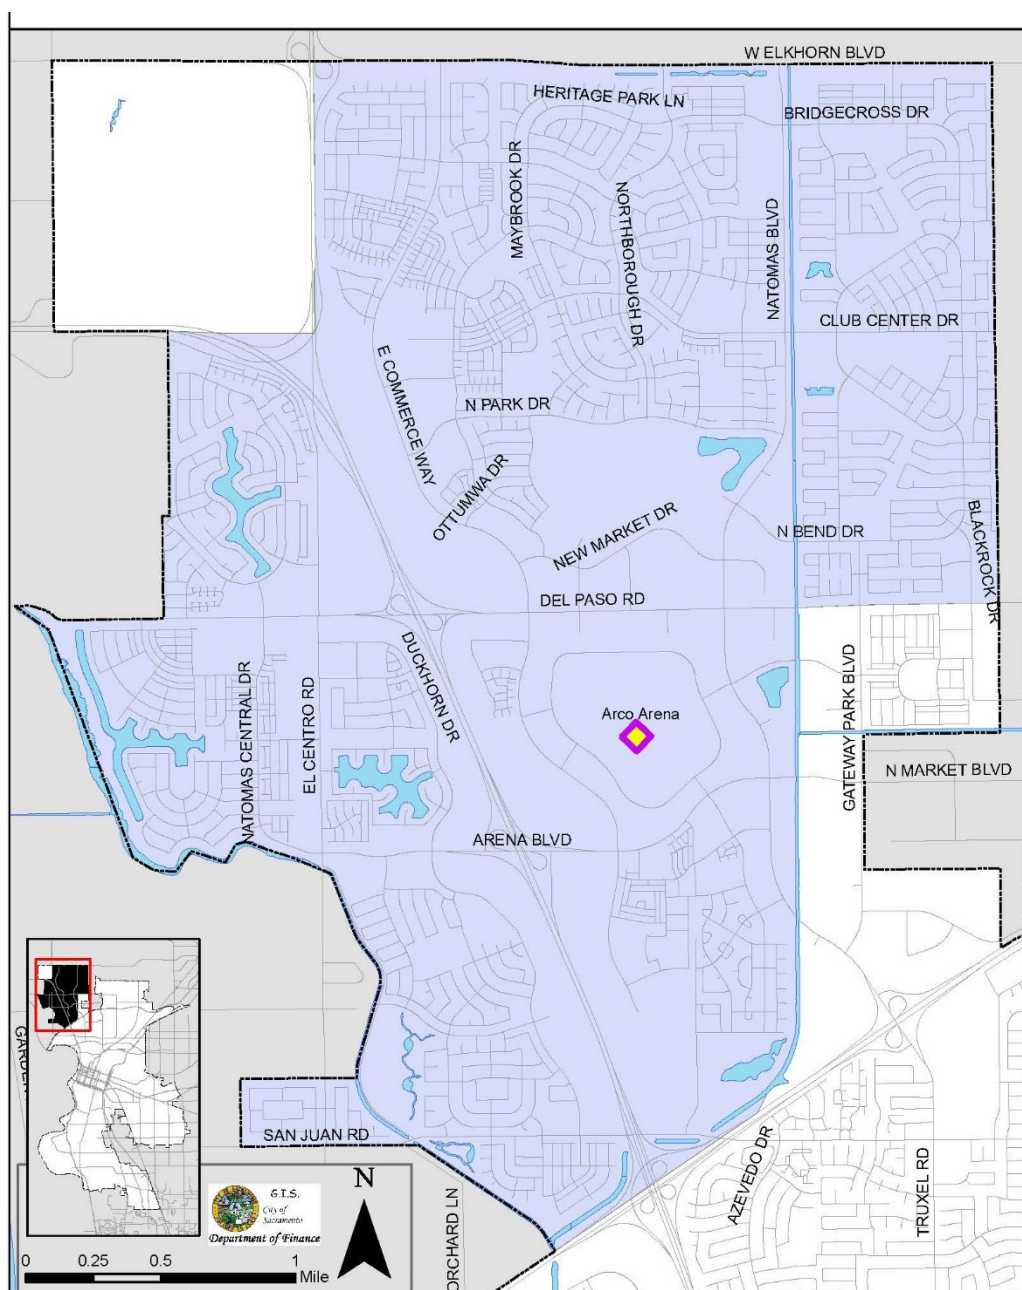 W ELKHORN BLVD
HERITAGE PARK LN
BRIDGECROSS DR
MAYBROOK DR
NORTHBOROUGH DR
NATOMAS BLVD
CLUB CENTER DR
E COMMERCE WAY
N PARK DR
OTTUMWA DR
NEW MARKET DR
N BEND DR
BLACKROCK DR
DEL PASO RD
DUCKHORN DR
NATOMAS CENTRAL DR
EL CENTRO RD
GATEWAY PARK BLVD
Arco Arena
N MARKET BLVD
ARENA BLVD
GARDEN
SAN JUAN RD
AZEVEDO DR
TRUXEL RD
ORCHARD LN
N
G.I.S.
City of
Sacramento
Department of Finance
0 0.25 0.5 1
Mile